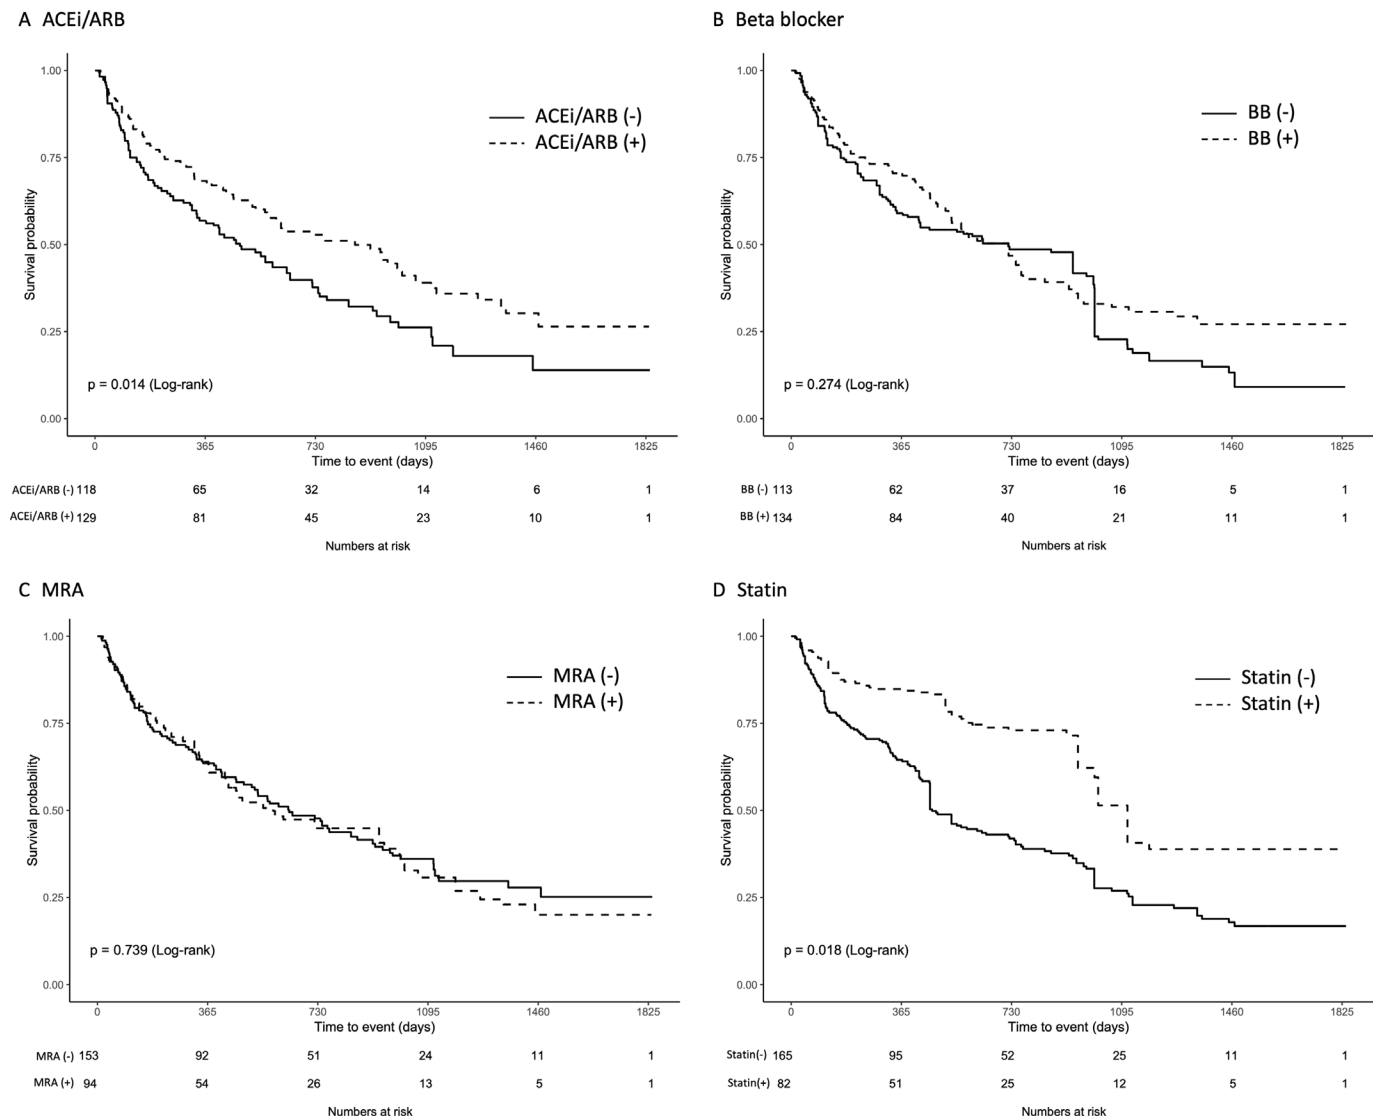 A ACEi/ARB
Survival probability
1.00
0.75
0.50
0.25
0.00
ACEi/ARB (-)
ACEi/ARB (+)
p = 0.014 (Log-rank)
0 365 730 1095 1460 1825
Time to event (days)
ACEi/ARB (-) 118 65 32 14 6 1
ACEi/ARB (+) 129 81 45 23 10 1
Numbers at risk
B Beta blocker
Survival probability
1.00
0.75
0.50
0.25
0.00
BB (-)
BB (+)
p = 0.274 (Log-rank)
0 365 730 1095 1460 1825
Time to event (days)
BB (-) 113 62 37 16 5 1
BB (+) 134 84 40 21 11 1
Numbers at risk
C MRA
Survival probability
1.00
0.75
0.50
0.25
0.00
MRA (-)
MRA (+)
p = 0.739 (Log-rank)
0 365 730 1095 1460 1825
Time to event (days)
MRA (-) 153 92 51 24 11 1
MRA (+) 94 54 26 13 5 1
Numbers at risk
D Statin
Survival probability
1.00
0.75
0.50
0.25
0.00
Statin (-)
Statin (+)
p = 0.018 (Log-rank)
0 365 730 1095 1460 1825
Time to event (days)
Statin(-) 165 95 52 25 11 1
Statin(+) 82 51 25 12 5 1
Numbers at risk